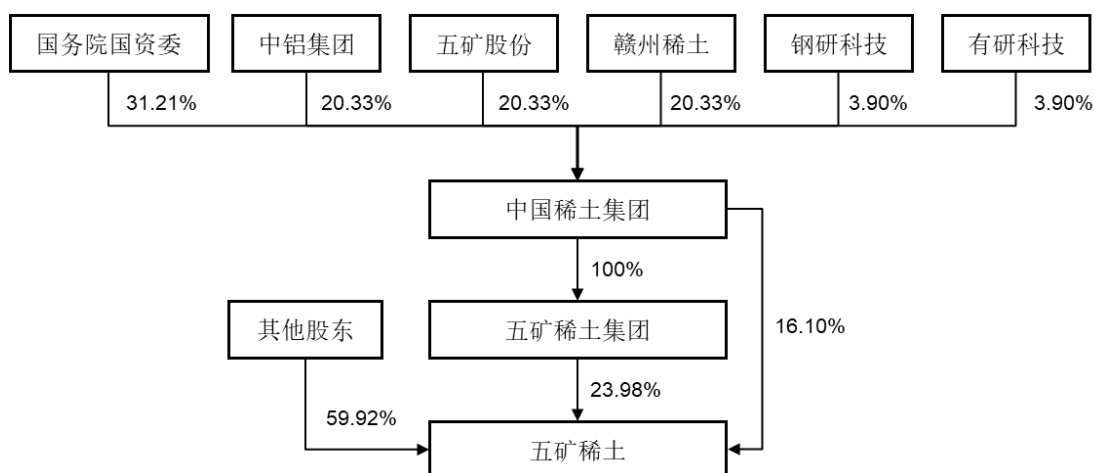 国务院国资委
中铝集团
五矿股份
赣州稀土
钢研科技
有研科技
31.21%
20.33%
20.33%
20.33%
3.90%
3.90%
中国稀土集团
100%
其他股东
五矿稀土集团
16.10%
23.98%
59.92%
五矿稀土